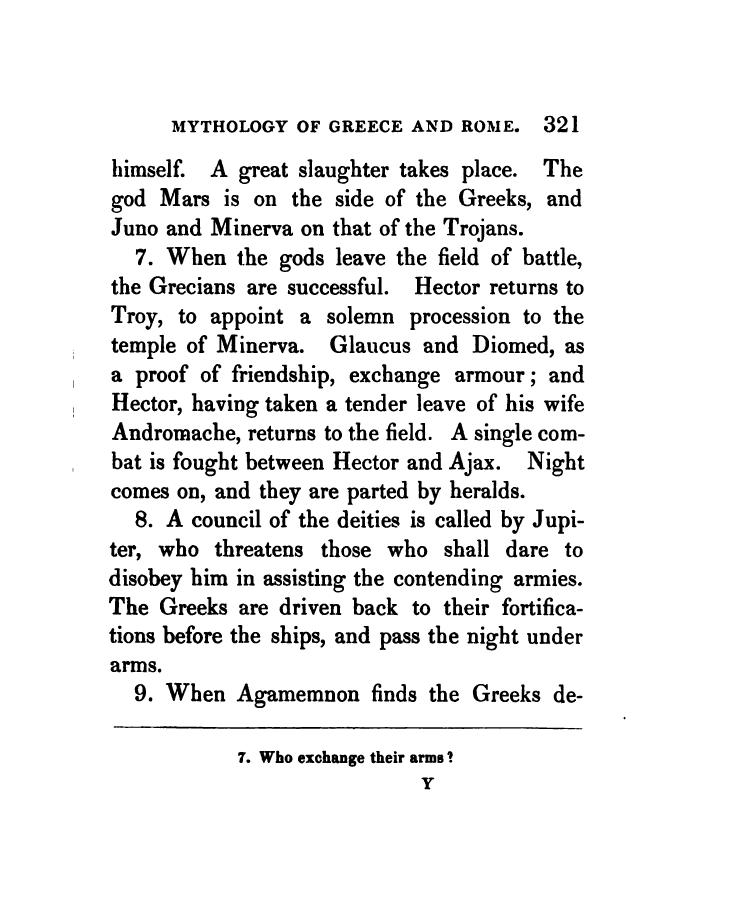 MYTHOLOGY OF GREECE AND ROME. 321
himself. A great slaughter takes place. The
god Mars is on the side of the Greeks, and
Juno and Minerva on that of the Trojans.
7. When the gods leave the field of battle,
the Grecians are successful. Hector returns to
Troy, to appoint a solemn procession to the
temple of Minerva. Glaucus and Diomed, as
a proof of friendship, exchange armour; and
Hector, having taken a tender leave of his wife
Andromache, returns to the field. A single com-
bat is fought between Hector and Ajax. Night
comes on, and they are parted by heralds.
8. A council of the deities is called by Jupi-
ter, who threatens those who shall dare to
disobey him in assisting the contending armies.
The Greeks are driven back to their fortifica-
tions before the ships, and pass the night under
arms.
9. When Agamemnon finds the Greeks de-
7. Who exchange their arms?
Y